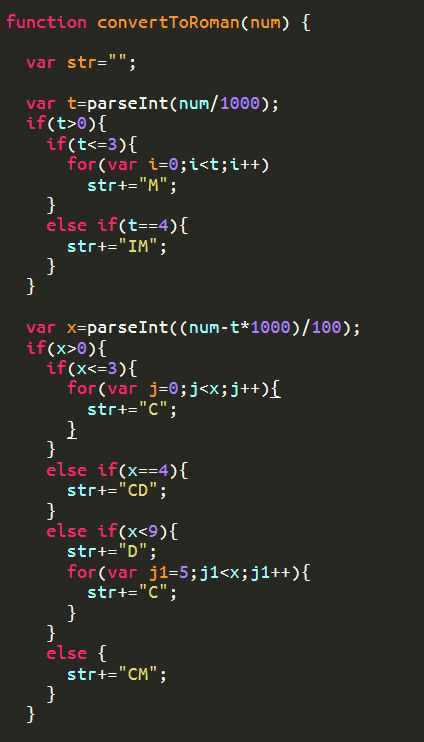 function convertToRoman(num) {
var str="";
var t=parseInt(num/1000);
if(t>0){
if(t<=3){
for(var i=0;i<t;i++)
str+="M";
}
else if(t==4){
str+="IM";
}
}
var x=parseInt((num-t*1000)/100);
if(x>0){
if(x<=3){
for(var j=0;j<x;j++){
str+="C";
}
}
else if(x==4){
str+="CD";
}
else if(x<9){
str+="D";
for(var j1=5;j1<x;j1++){
str+="C";
}
}
else {
str+="CM";
}
}